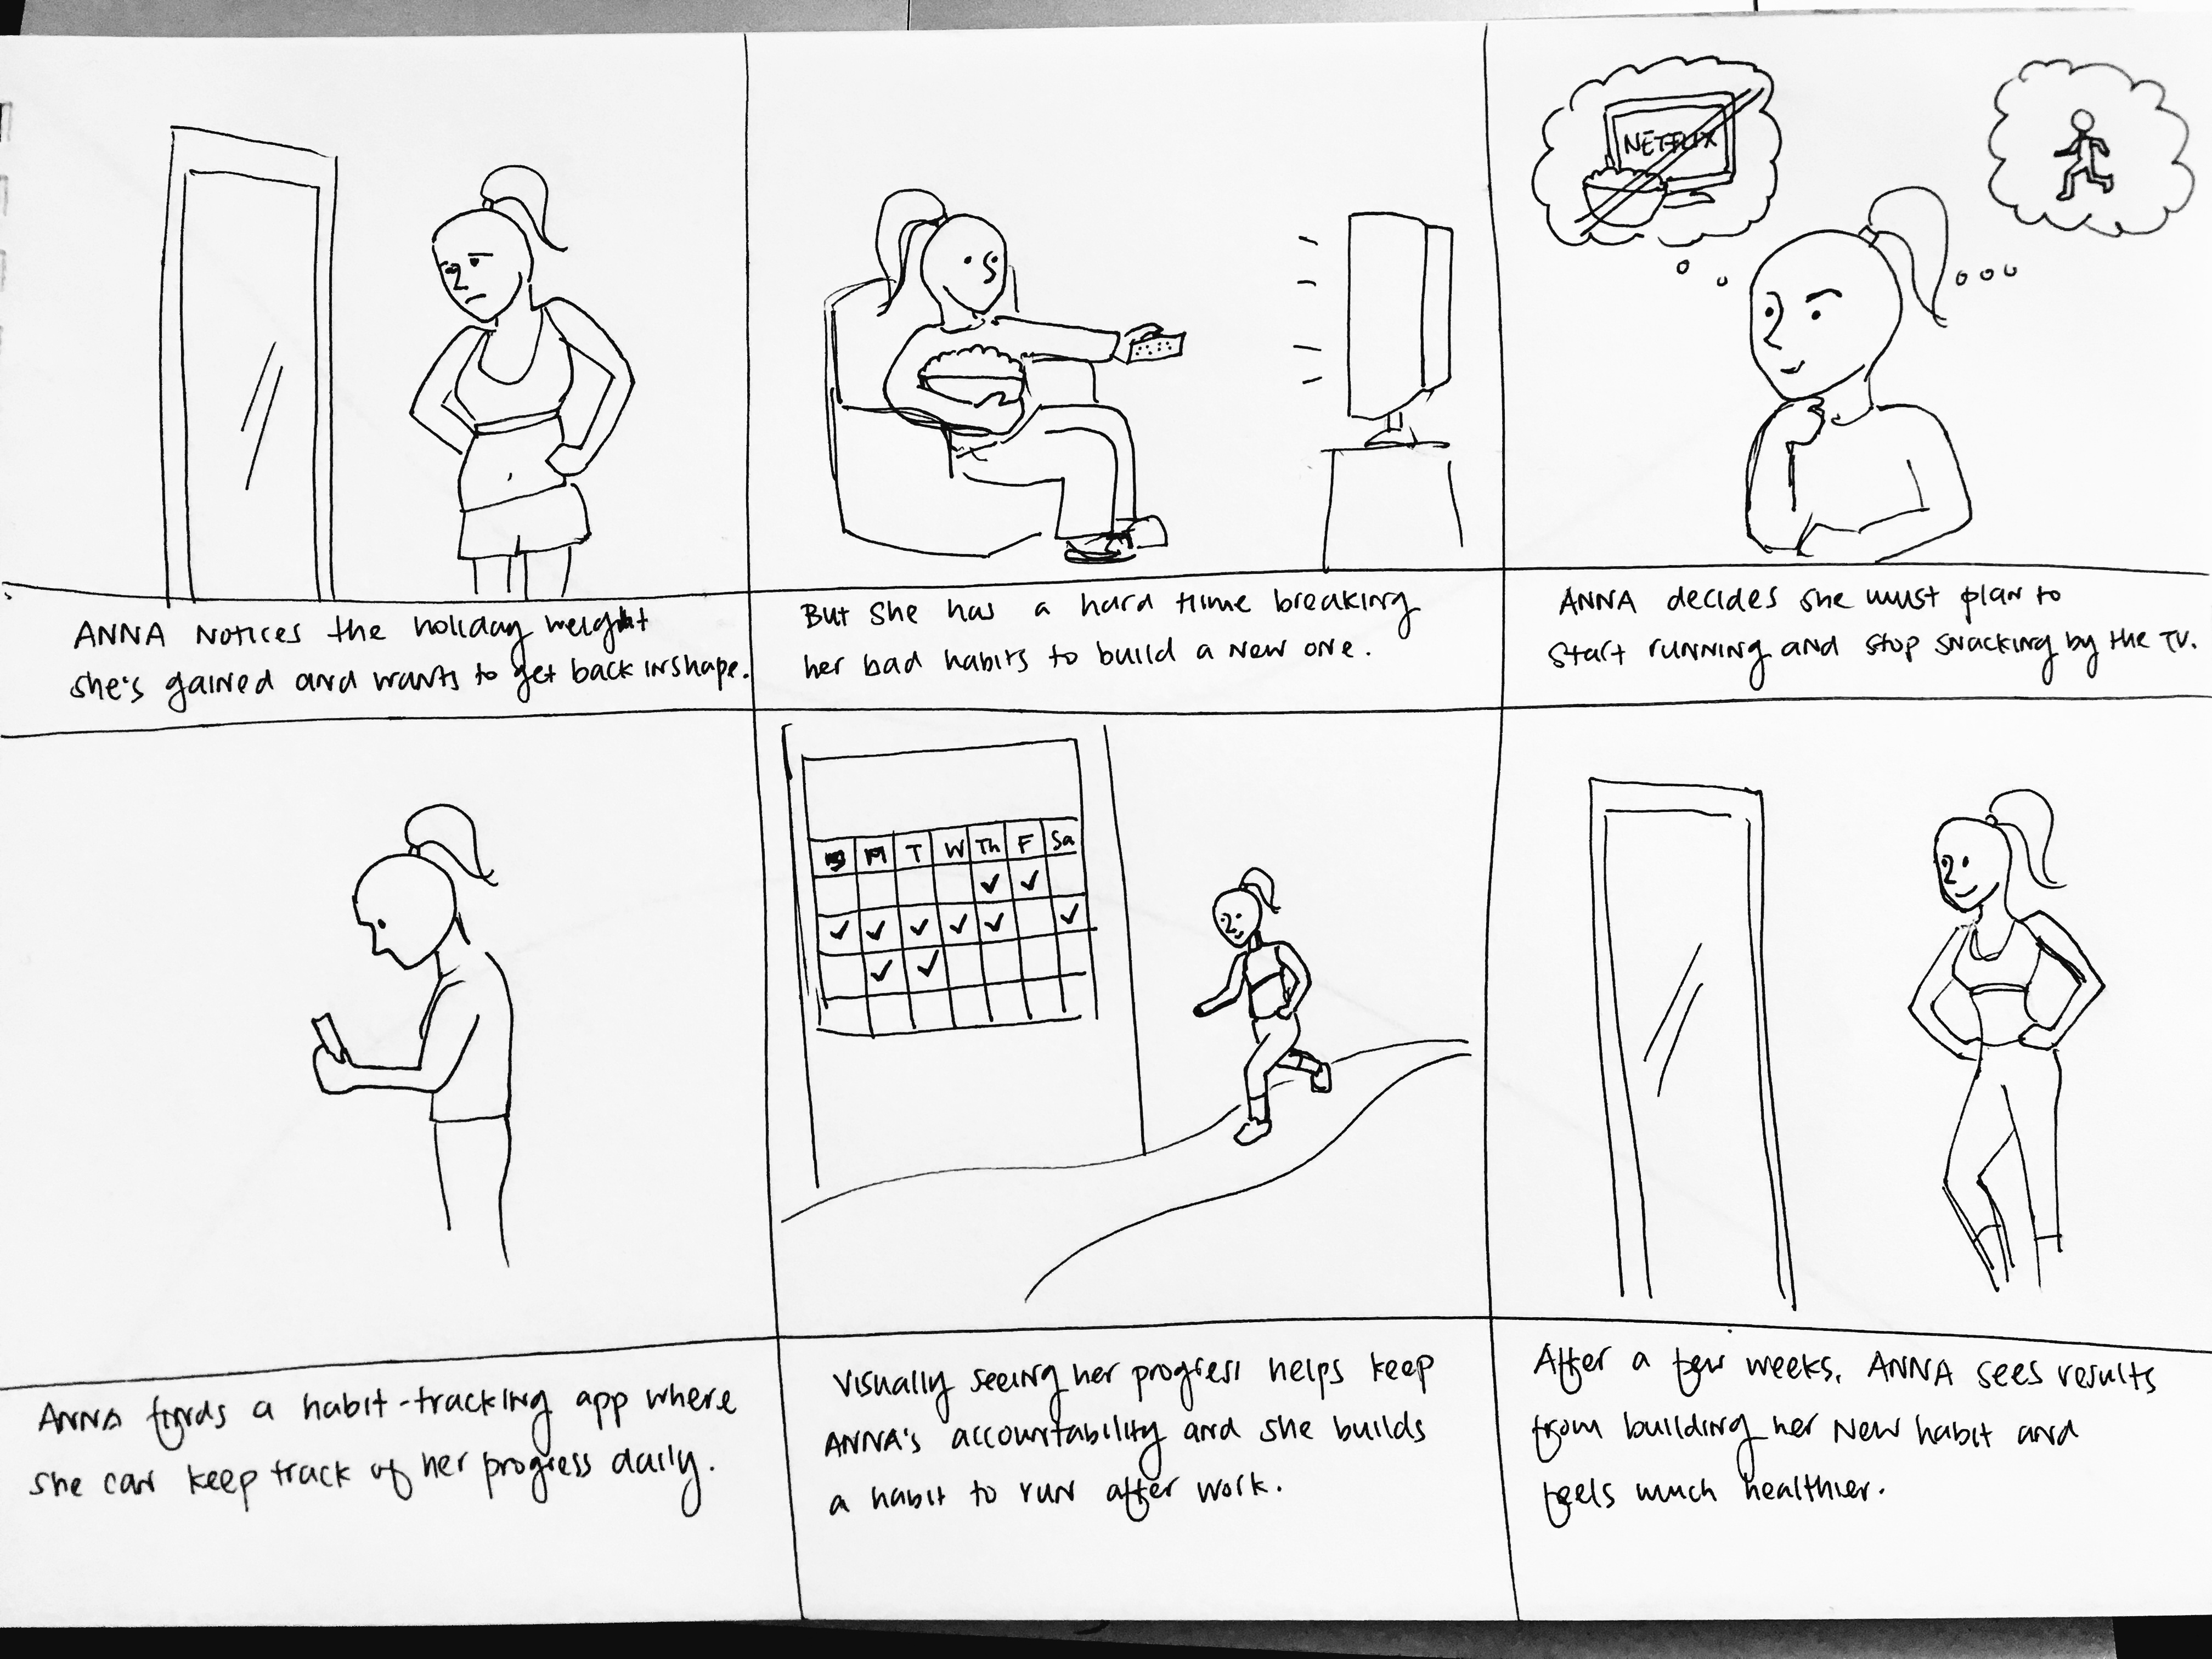 ANNA NOTICES the holiday weight
she's gained and wants to get back in shape.
But she has a hard time breaking
her bad habits to build a new one.
NETFLIX
ANNA decides she must plan to
start running and stop snacking by the TV.
ANNA finds a habit-tracking app where
she can keep track of her progress daily.
M T W Th F Sa
Visually seeing her progress helps keep
ANNA's accountability and she builds
a habit to run after work.
After a few weeks, ANNA sees results
from building her New habit and
feels much healthier.